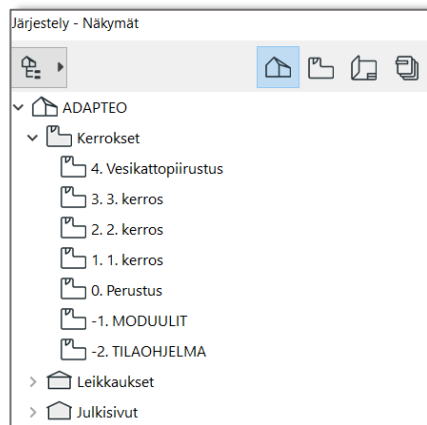 Järjestely - Näkymät
ADAPTEO
Kerrokset
4. Vesikattopiirustus
3. 3. kerros
2. 2. kerros
1. 1. kerros
0. Perustus
-1. MODUULIT
-2. TILAOHJELMA
Leikkaukset
Julkisivut